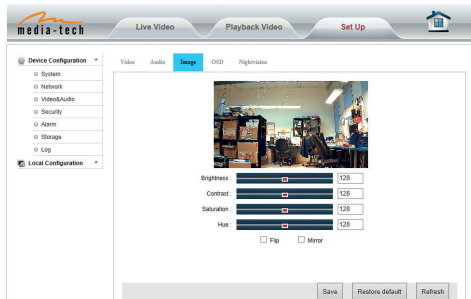 media-tech
Live Video
Playback Video
Set Up
Device Configuration
System
Network
Video&Audio
Security
Alarm
Storage
Log
Local Configuration
Video Audio Image OSD Nightvision
Brightness : 128
Contrast : 128
Saturation : 128
Hue : 128
Flip Mirror
Save Restore default Refresh